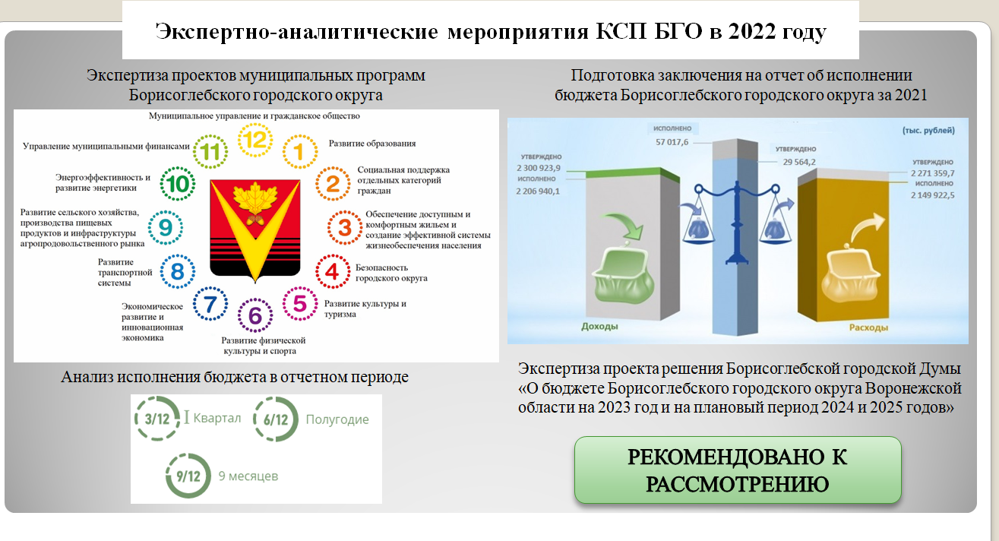 Экспертно-аналитические мероприятия КСП БГО в 2022 году
Экспертиза проектов муниципальных программ
Борисоглебского городского округа
Муниципальное управление и гражданское общество
12
Управление муниципальными финансами
11
1
Развитие образования
Энергоэффективность и
развитие энергетики
10
2
Социальная поддержка
отдельных категорий
граждан
Развитие сельского хозяйства,
производства пищевых
продуктов и инфраструктуры
агропродовольственного рынка
9
3
Обеспечение доступным и
комфортным жильем и
создание эффективной системы
жизнеобеспечения населения
Развитие
транспортной
системы
8
4
Безопасность
городского округа
Экономическое
развитие и
инновационная
экономика
7
5
Развитие культуры и
туризма
6
Развитие физической
культуры и спорта
Подготовка заключения на отчет об исполнении
бюджета Борисоглебского городского округа за 2021
(тыс. рублей)
ИСПОЛНЕНО
57 017,6
УТВЕРЖДЕНО
29 564,2
УТВЕРЖДЕНО
2 300 923,9
ИСПОЛНЕНО
2 206 940,1
УТВЕРЖДЕНО
2 271 359,7
ИСПОЛНЕНО
2 149 922,5
Доходы
Расходы
Анализ исполнения бюджета в отчетном периоде
3/12 I Квартал
6/12 Полугодие
9/12 9 месяцев
Экспертиза проекта решения Борисоглебской городской Думы
«О бюджете Борисоглебского городского округа Воронежской
области на 2023 год и на плановый период 2024 и 2025 годов»
РЕКОМЕНДОВАНО К
РАССМОТРЕНИЮ